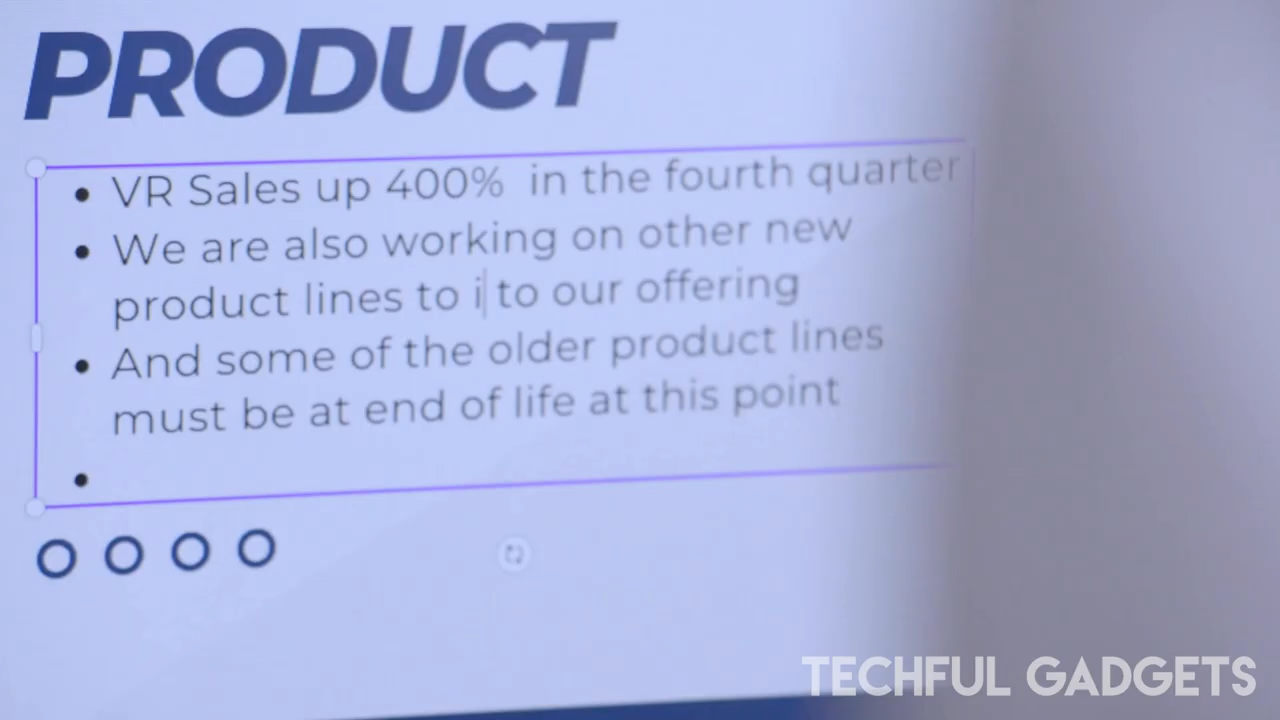 PRODUCT
• VR Sales up 400%  in the fourth quarter
• We are also working on other new
product lines to i to our offering
• And some of the older product lines
must be at end of life at this point
•
TECHFUL GADGETS